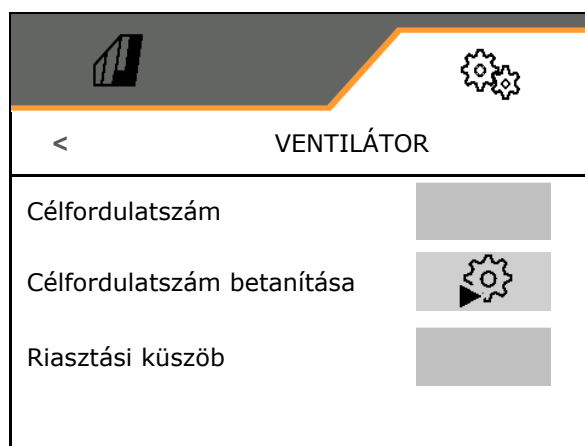 < VENTILÁTOR
Célfordulatszám
Célfordulatszám betanítása
Riasztási küszöb